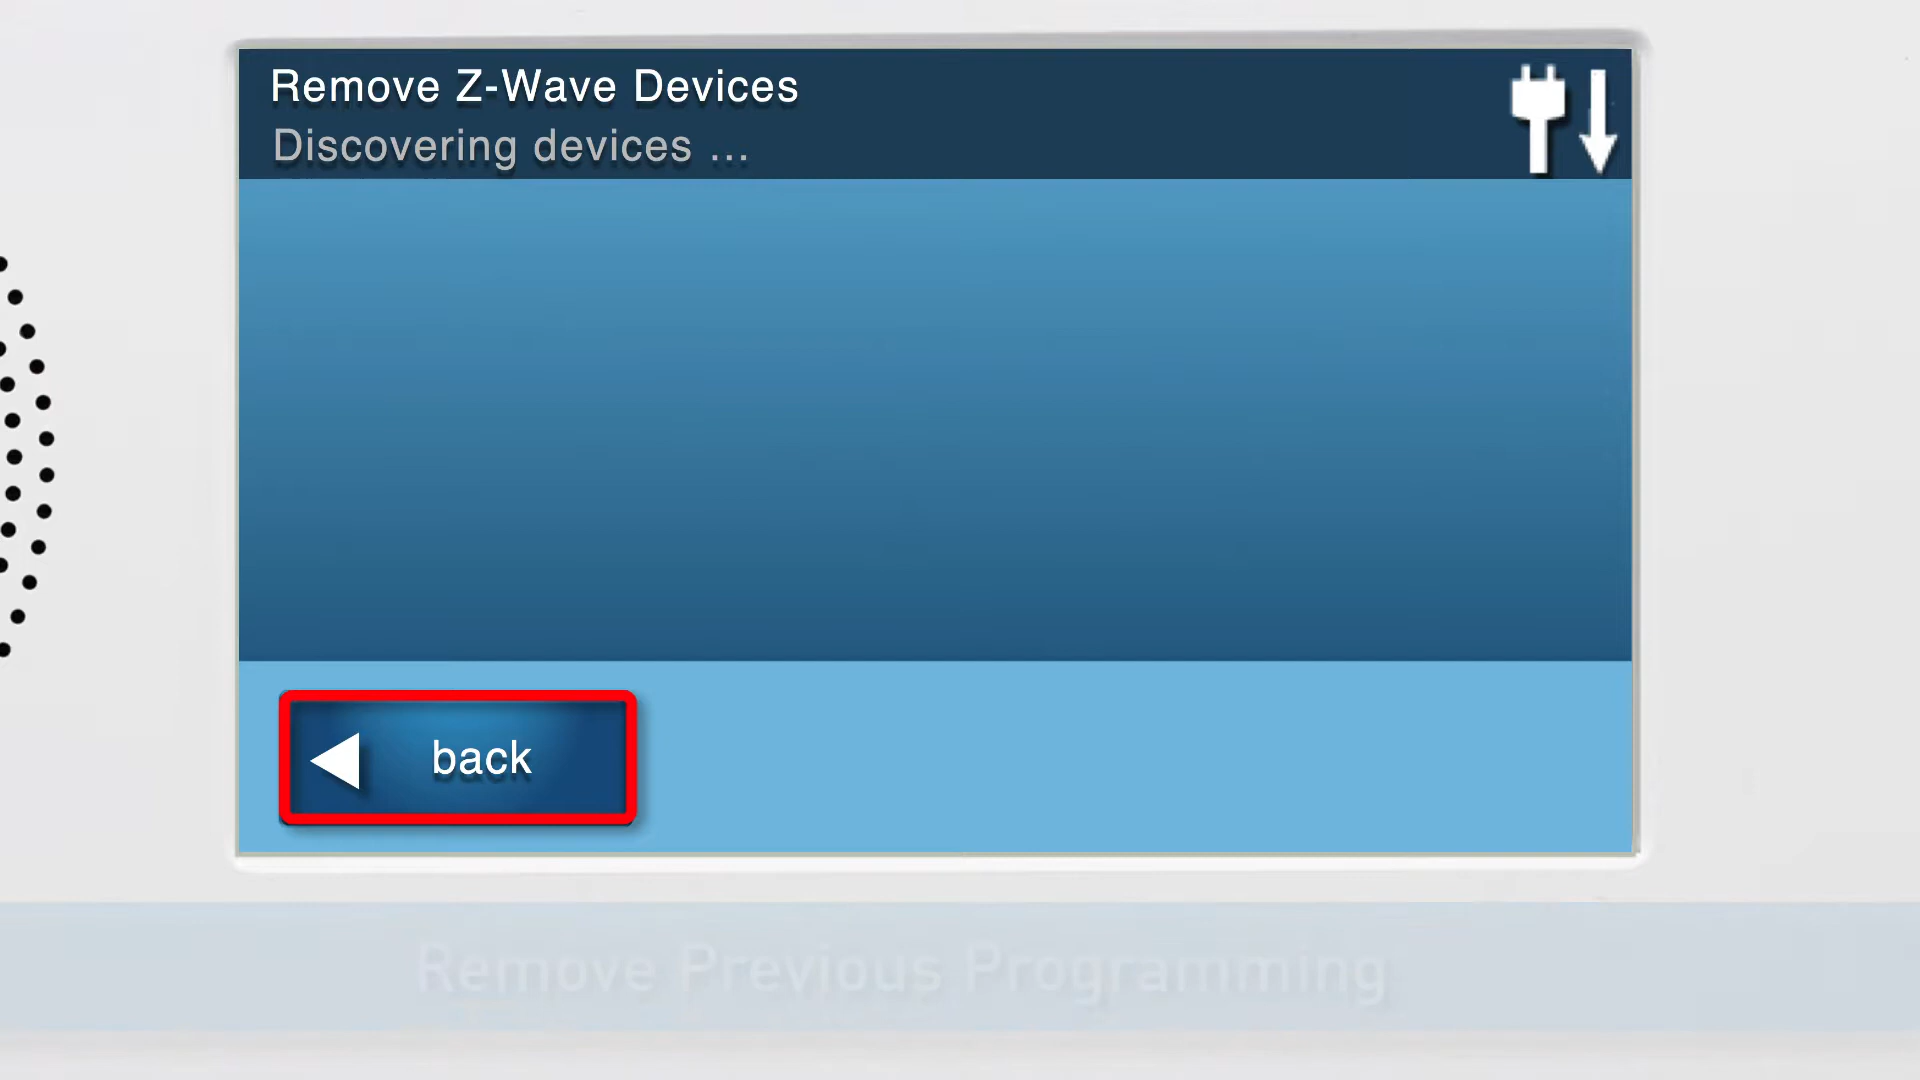 Remove Z-Wave Devices
Discovering devices ...
back
Remove Previous Programming